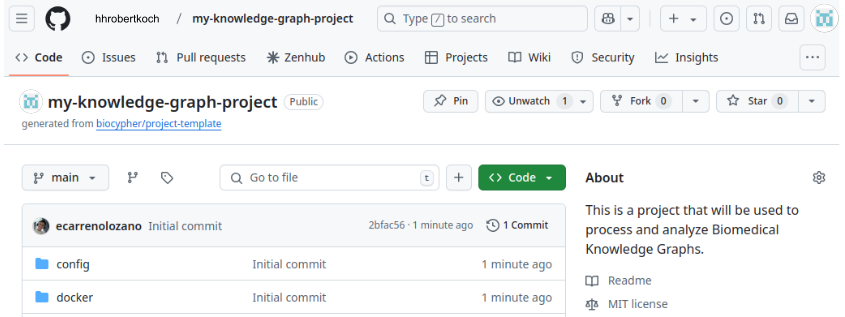 hhrobertkoch / my-knowledge-graph-project Type / to search
Code Issues Pull requests Zenhub Actions Projects Wiki Security Insights ...
my-knowledge-graph-project Public Pin Unwatch 1 Fork 0 Star 0
generated from biocypher/project-template
main Go to file t + Code
About
This is a project that will be used to
process and analyze Biomedical
Knowledge Graphs.
ecarrenolozano Initial commit 2bfac56 · 1 minute ago 1 Commit
config Initial commit 1 minute ago
docker Initial commit 1 minute ago
Readme
MIT license